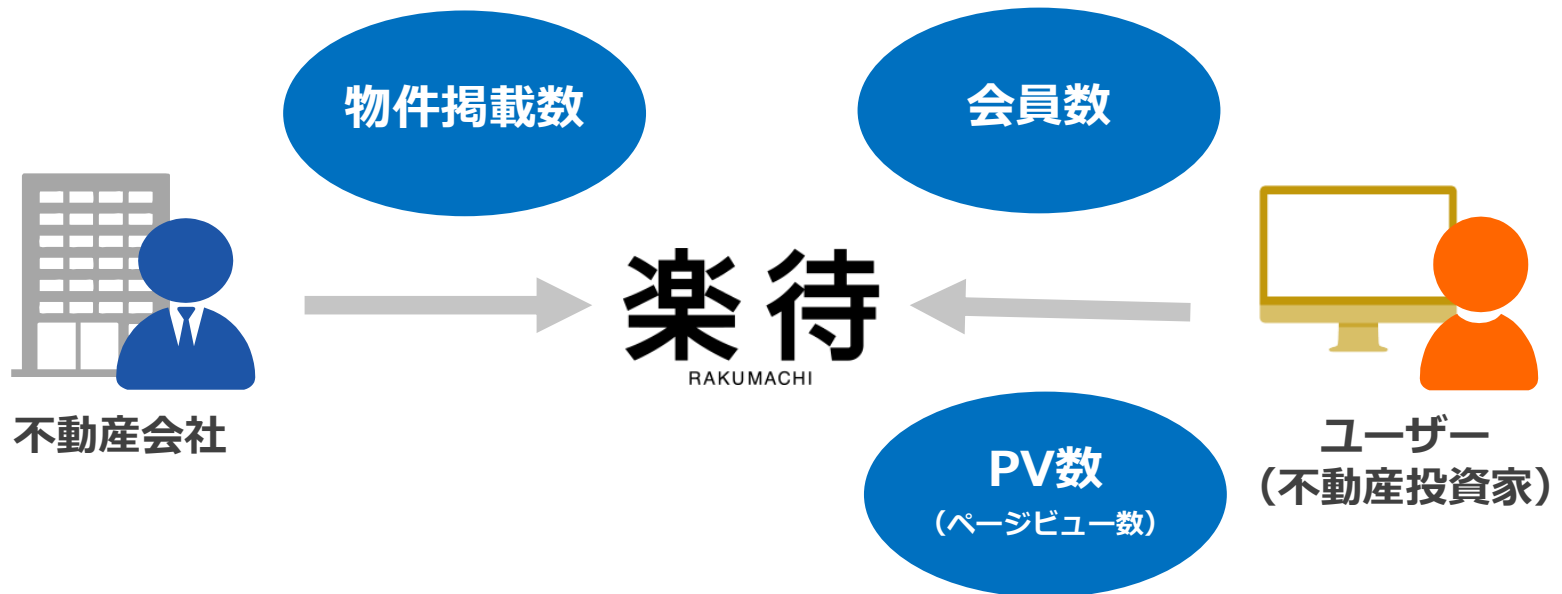 物件掲載数
会員数
楽待
RAKUMACHI
不動産会社
PV数
（ページビュー数）
ユーザー
（不動産投資家）